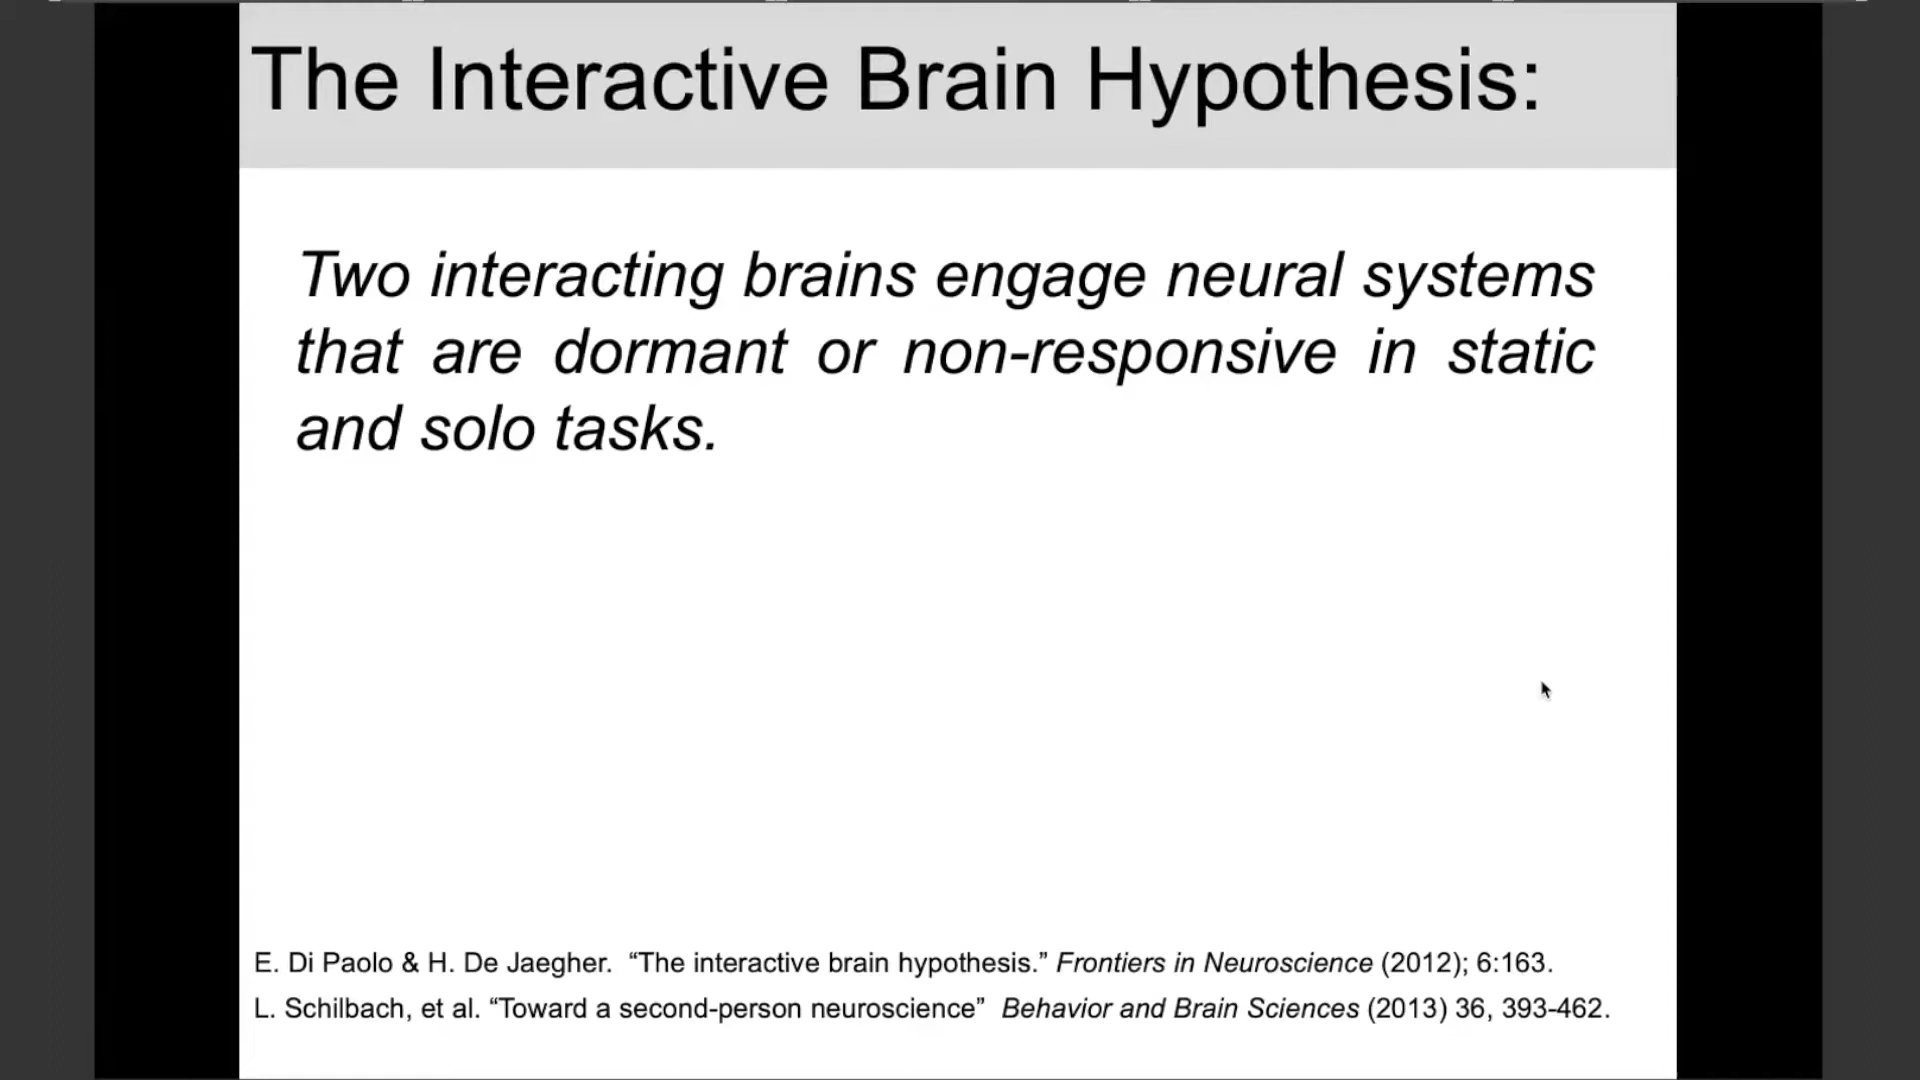 The Interactive Brain Hypothesis:
Two interacting brains engage neural systems
that are dormant or non-responsive in static
and solo tasks.
E. Di Paolo & H. De Jaegher.  “The interactive brain hypothesis.” Frontiers in Neuroscience (2012); 6:163.
L. Schilbach, et al. “Toward a second-person neuroscience”  Behavior and Brain Sciences (2013) 36, 393-462.